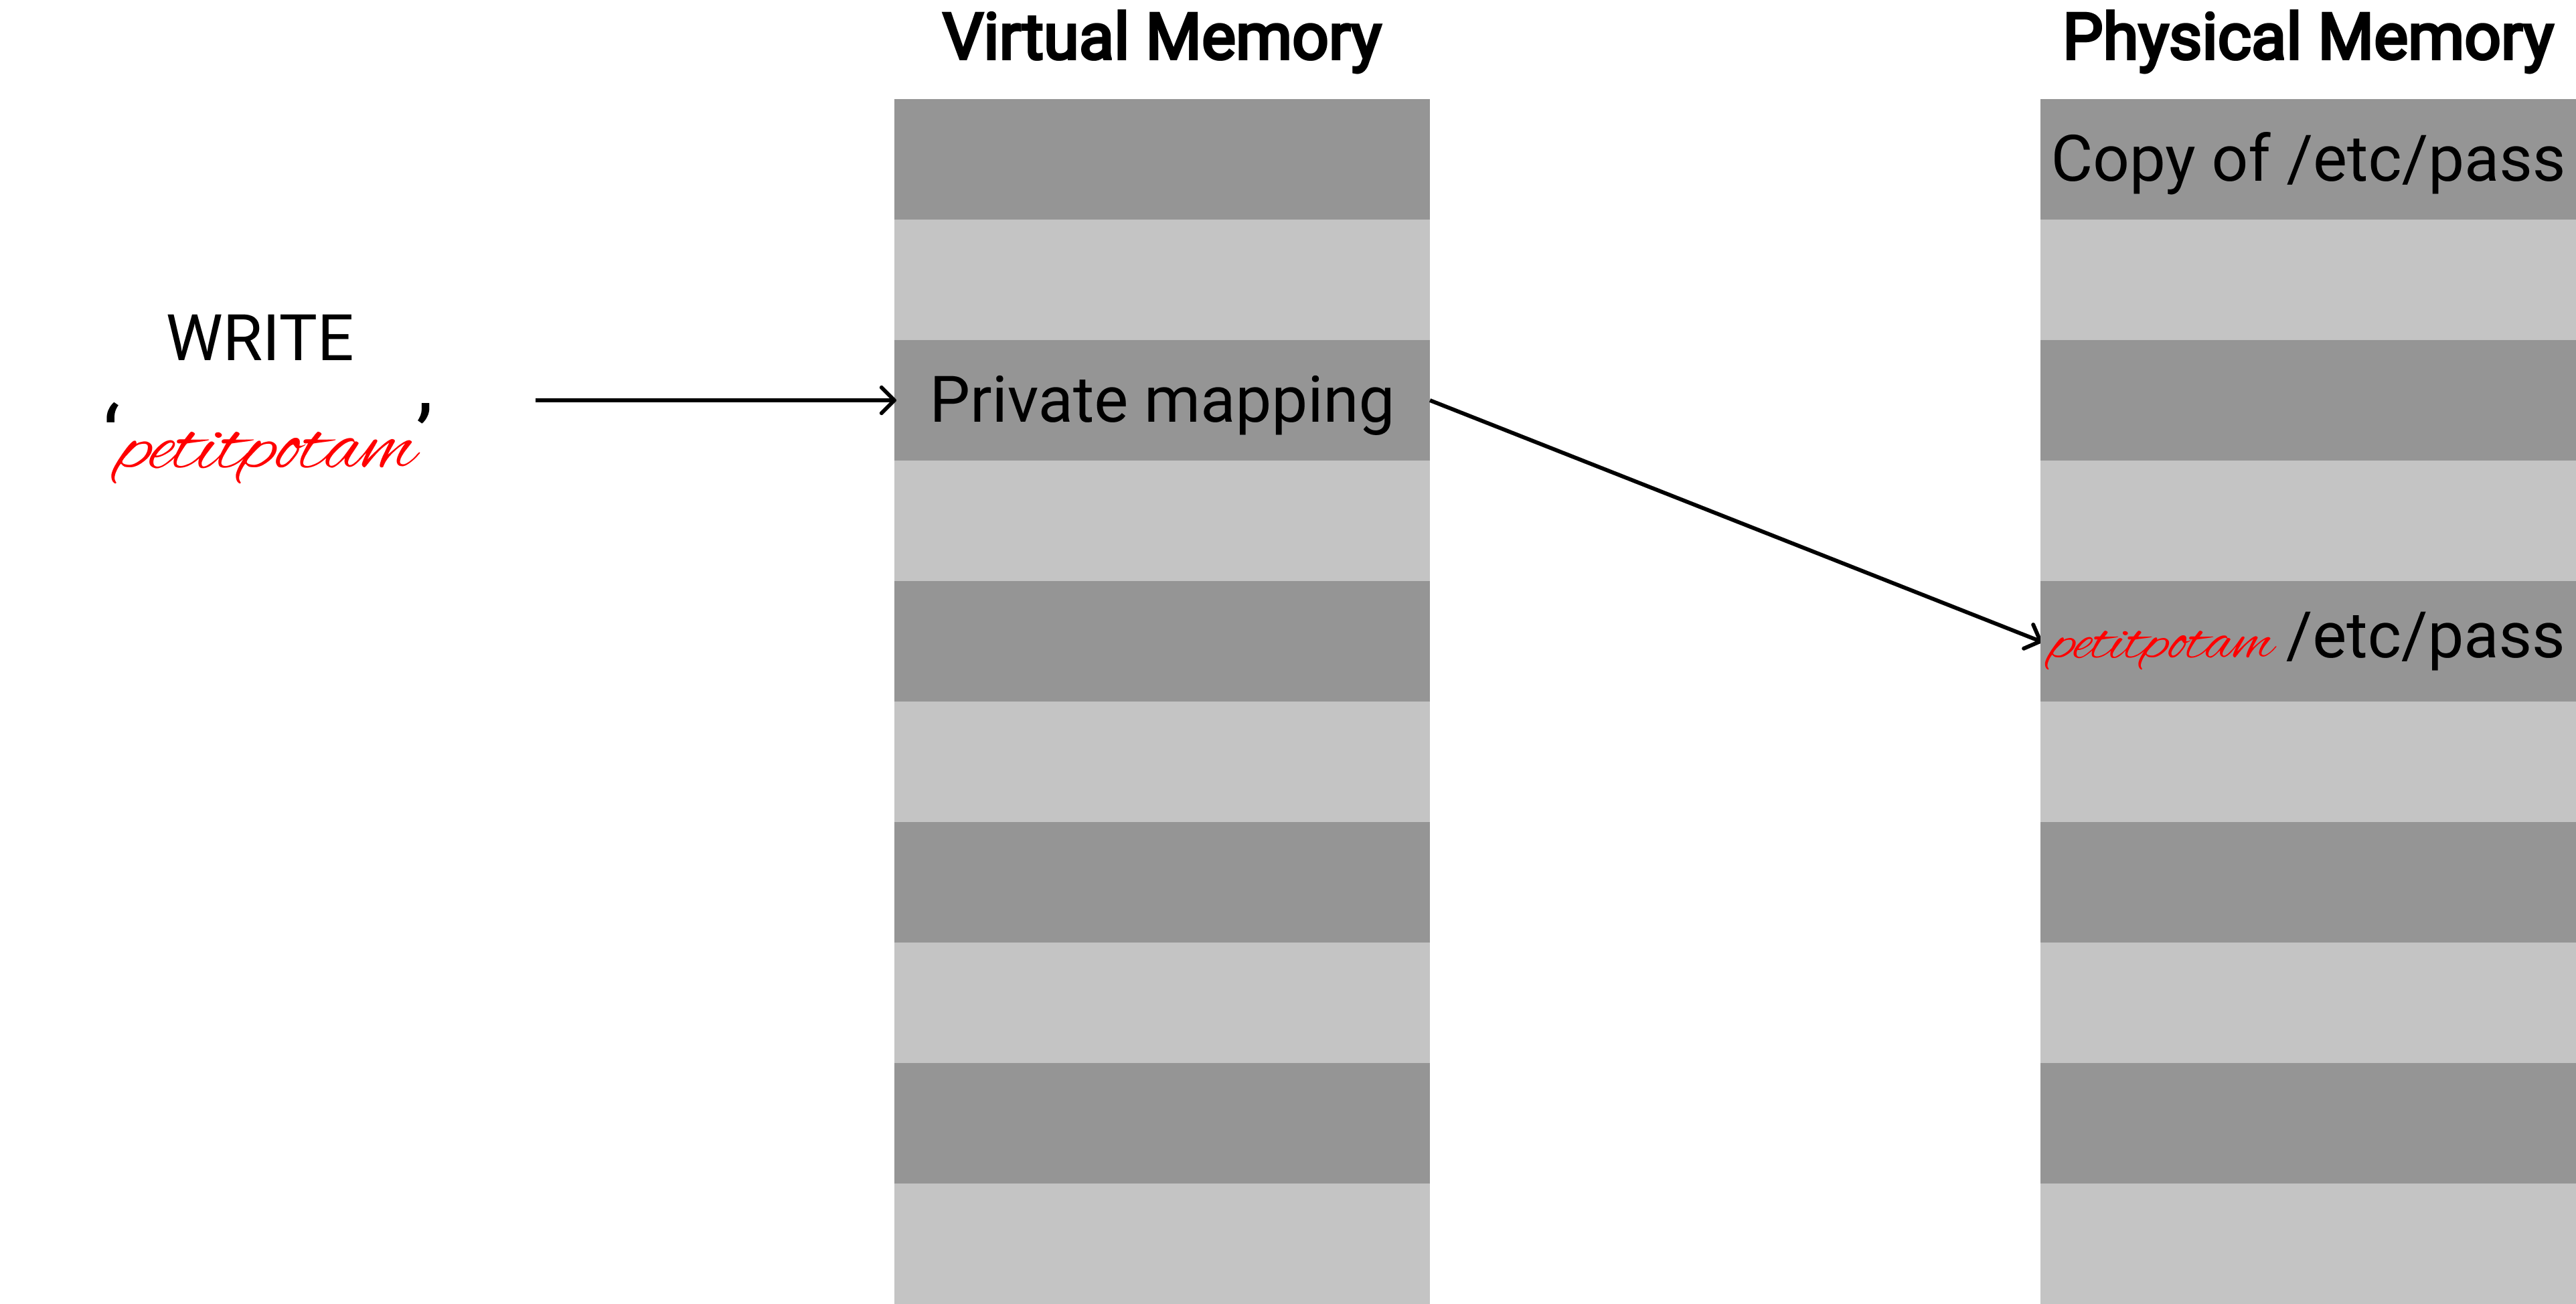 Virtual Memory
Physical Memory
Copy of /etc/pass
WRITE
‘petitpotam’
Private mapping
petitpotam /etc/pass